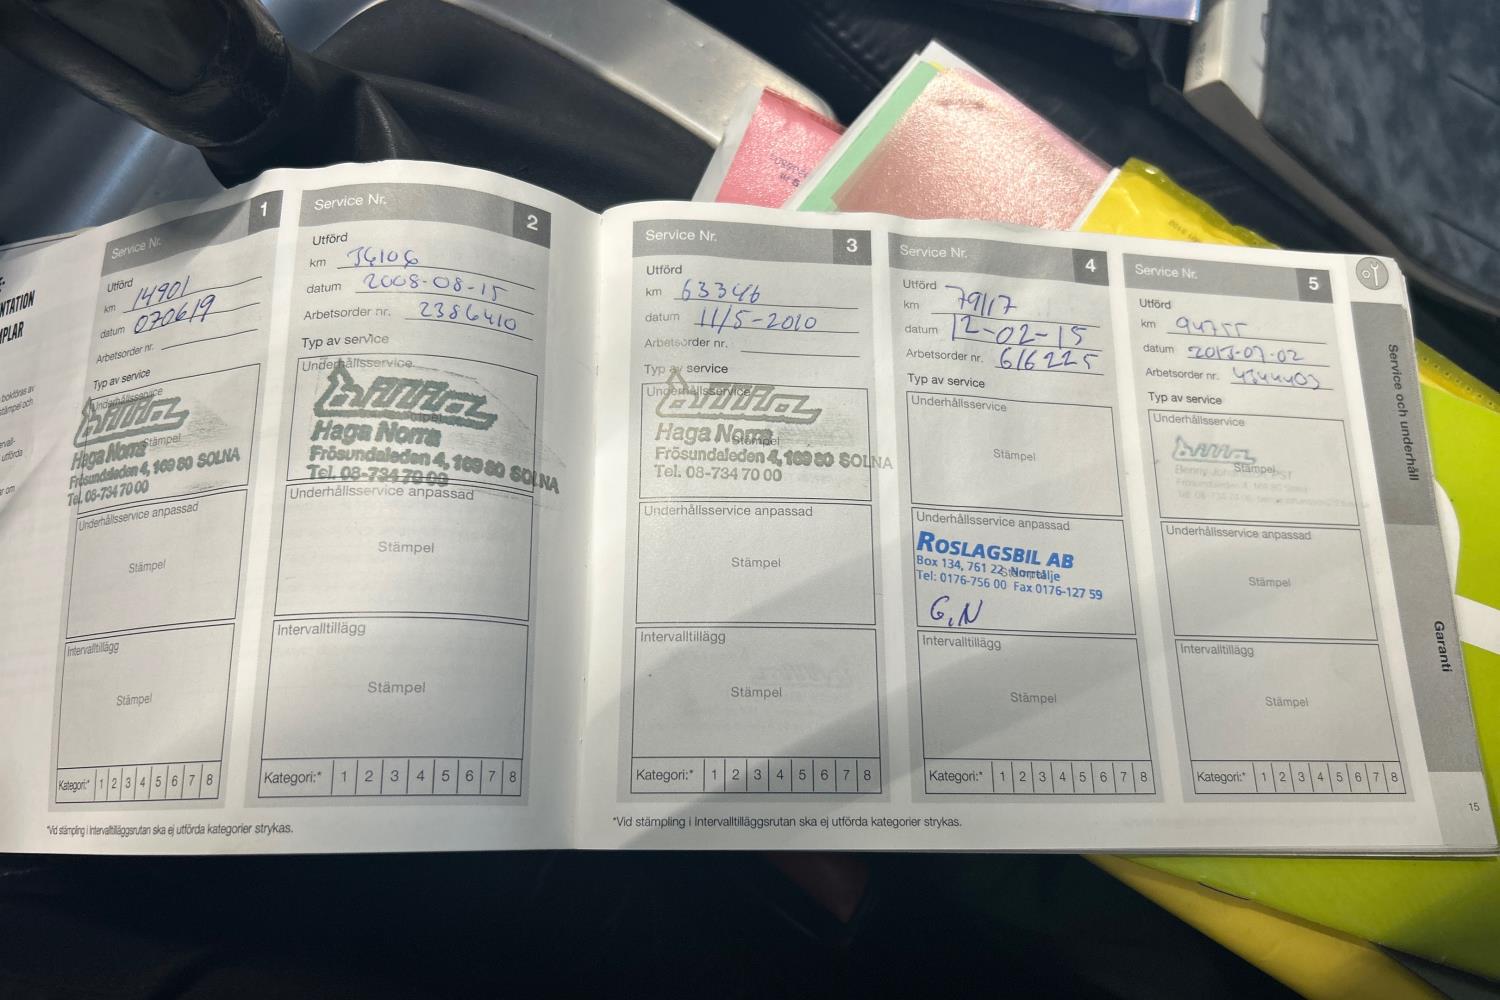 NTATION
MPLAR
Service Nr. 1
Utförd
km 14901
datum 070619
Arbetsorder nr.
Typ av service
Underhållsservice
Stämpel
Haga Norra
Frösundaleden 4, 169 80 SOLNA
Tel. 08-734 70 00
Underhållsservice anpassad
Stämpel
Intervalltillägg
Stämpel
Kategori:* 1 2 3 4 5 6 7 8
*Vid stämpling i Intervalltilläggsrutan ska ej utförda kategorier strykas.
Service Nr. 2
Utförd
km 36106
datum 2008-08-15
Arbetsorder nr. 2386410
Typ av service
Underhållsservice
Haga Norra
Frösundaleden 4, 169 80 SOLNA
Tel. 08-734 70 00
Underhållsservice anpassad
Stämpel
Intervalltillägg
Stämpel
Kategori:* 1 2 3 4 5 6 7 8
Service Nr. 3
Utförd
km 63346
datum 11/5-2010
Arbetsorder nr.
Typ av service
Underhållsservice
Stämpel
Haga Norra
Frösundaleden 4, 169 80 SOLNA
Tel. 08-734 70 00
Underhållsservice anpassad
Stämpel
Intervalltillägg
Stämpel
Kategori:* 1 2 3 4 5 6 7 8
*Vid stämpling i Intervalltilläggsrutan ska ej utförda kategorier strykas.
Service Nr. 4
Utförd
km 79117
datum 12-02-15
Arbetsorder nr. 616225
Typ av service
Underhållsservice
Stämpel
Underhållsservice anpassad
ROSLAGSBIL AB
Box 134, 761 22 Norrtälje
Tel: 0176-756 00 Fax 0176-127 59
G.N
Intervalltillägg
Stämpel
Kategori:* 1 2 3 4 5 6 7 8
Service Nr. 5
Utförd
km 94755
datum 2013-07-02
Arbetsorder nr. 4344403
Typ av service
Underhållsservice
Stämpel
Frösundaleden 4, 169 80 Solna
Underhållsservice anpassad
Stämpel
Intervalltillägg
Stämpel
Kategori:* 1 2 3 4 5 6 7 8
Service och underhåll
Garanti
15